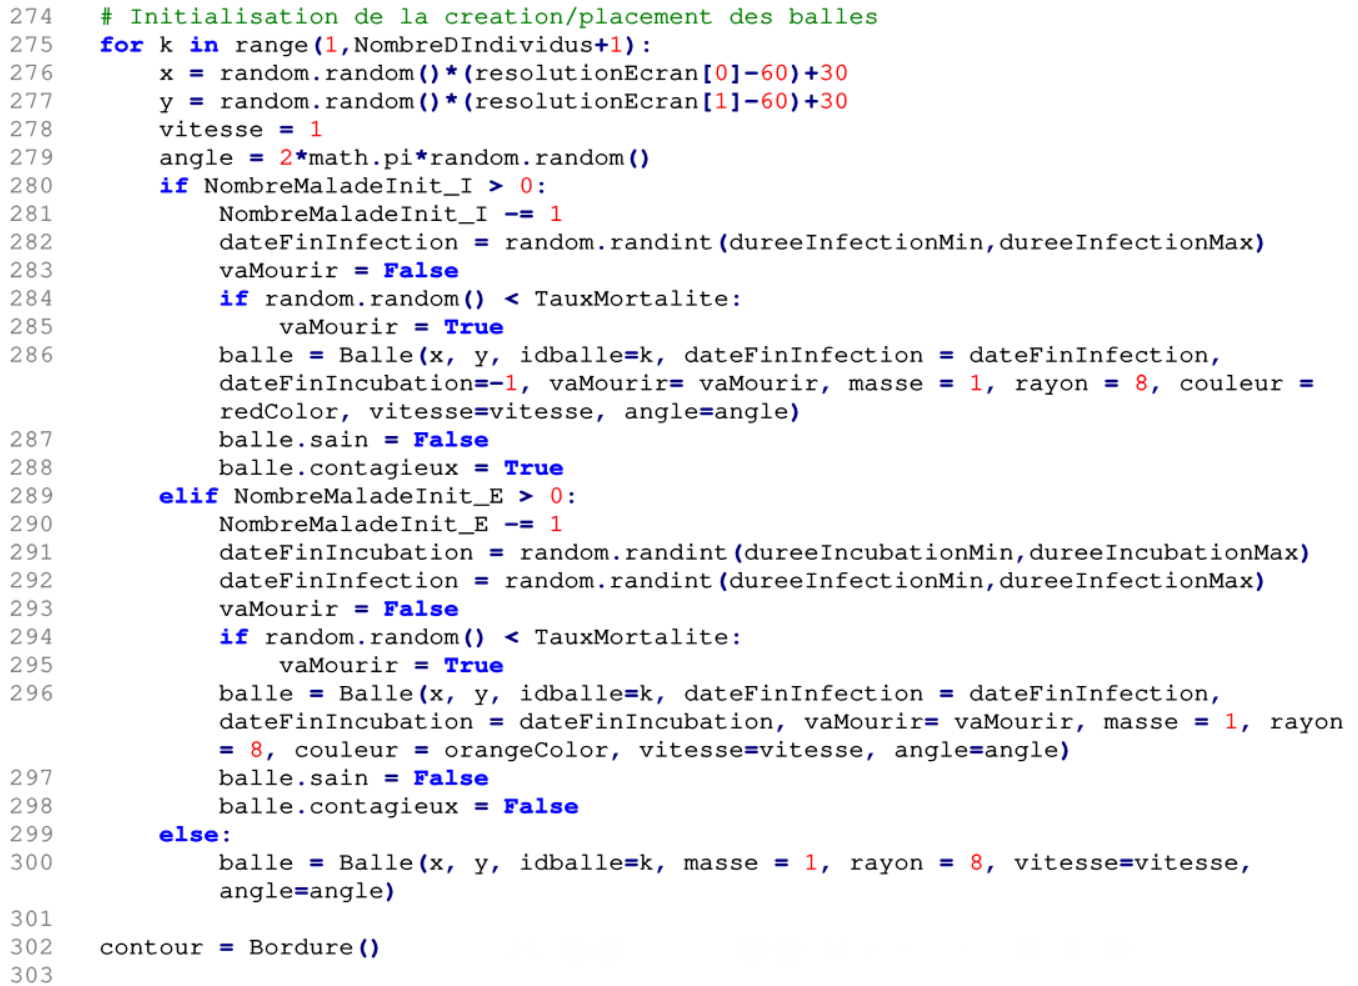 274 # Initialisation de la creation/placement des balles
275 for k in range(1,NombreDIndividus+1):
276 x = random.random()*(resolutionEcran[0]-60)+30
277 y = random.random()*(resolutionEcran[1]-60)+30
278 vitesse = 1
279 angle = 2*math.pi*random.random()
280 if NombreMaladeInit_I > 0:
281 NombreMaladeInit_I -= 1
282 dateFinInfection = random.randint(dureeInfectionMin,dureeInfectionMax)
283 vaMourir = False
284 if random.random() < TauxMortalite:
285 vaMourir = True
286 balle = Balle(x, y, idballe=k, dateFinInfection = dateFinInfection,
dateFinIncubation=-1, vaMourir= vaMourir, masse = 1, rayon = 8, couleur =
redColor, vitesse=vitesse, angle=angle)
287 balle.sain = False
288 balle.contagieux = True
289 elif NombreMaladeInit_E > 0:
290 NombreMaladeInit_E -= 1
291 dateFinIncubation = random.randint(dureeIncubationMin,dureeIncubationMax)
292 dateFinInfection = random.randint(dureeInfectionMin,dureeInfectionMax)
293 vaMourir = False
294 if random.random() < TauxMortalite:
295 vaMourir = True
296 balle = Balle(x, y, idballe=k, dateFinInfection = dateFinInfection,
dateFinIncubation = dateFinIncubation, vaMourir= vaMourir, masse = 1, rayon
= 8, couleur = orangeColor, vitesse=vitesse, angle=angle)
297 balle.sain = False
298 balle.contagieux = False
299 else:
300 balle = Balle(x, y, idballe=k, masse = 1, rayon = 8, vitesse=vitesse,
angle=angle)
301
302 contour = Bordure()
303